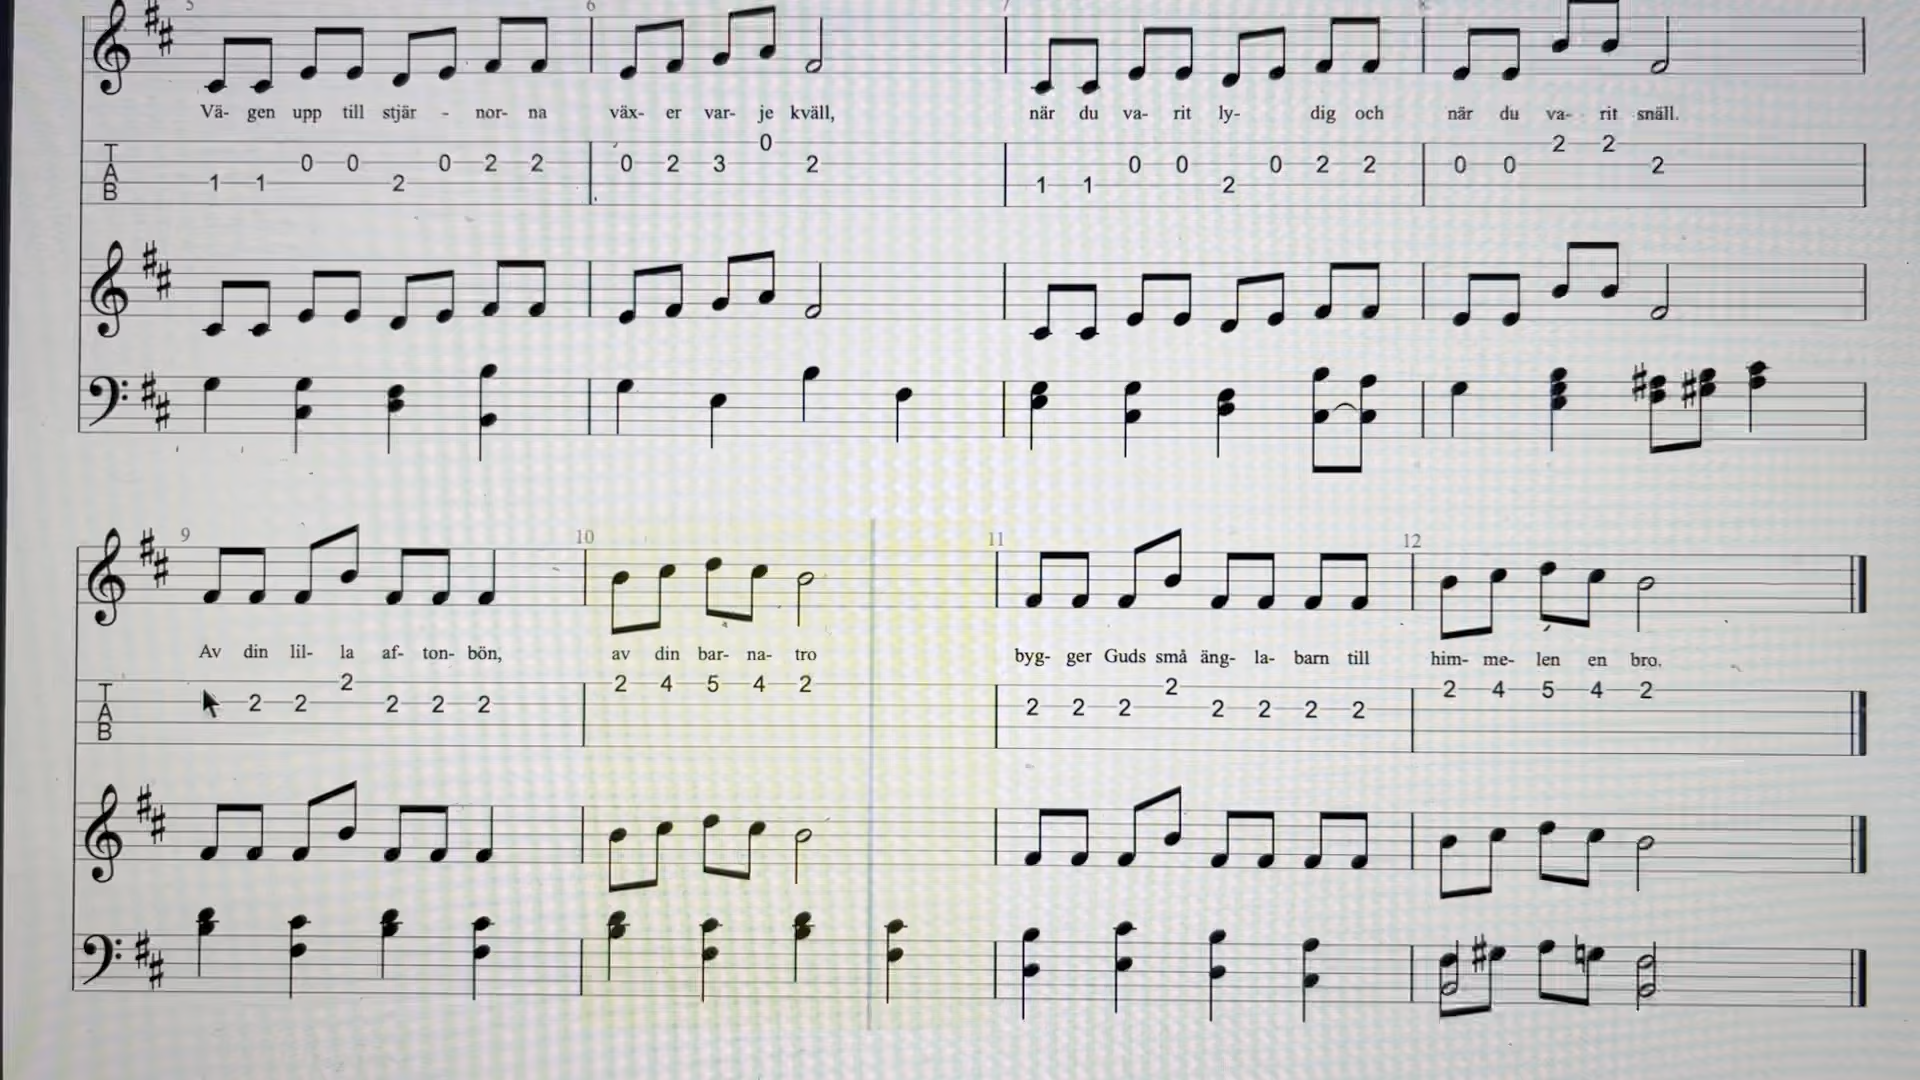 5 6 7 8
Vä- gen upp till stjär - nor- na väx- er var- je kväll, när du va- rit ly- dig och när du va- rit snäll.
T A B 1 1 0 0 2 0 2 2 0 2 3 0 2 1 1 0 0 2 0 2 2 0 0 2 2 2
9 10 11 12
Av din lil- la af- ton- bön, av din bar- na- tro byg- ger Guds små äng- la- barn till him- me- len en bro.
T A B 2 2 2 2 2 2 2 4 5 4 2 2 2 2 2 2 2 2 2 2 4 5 4 2